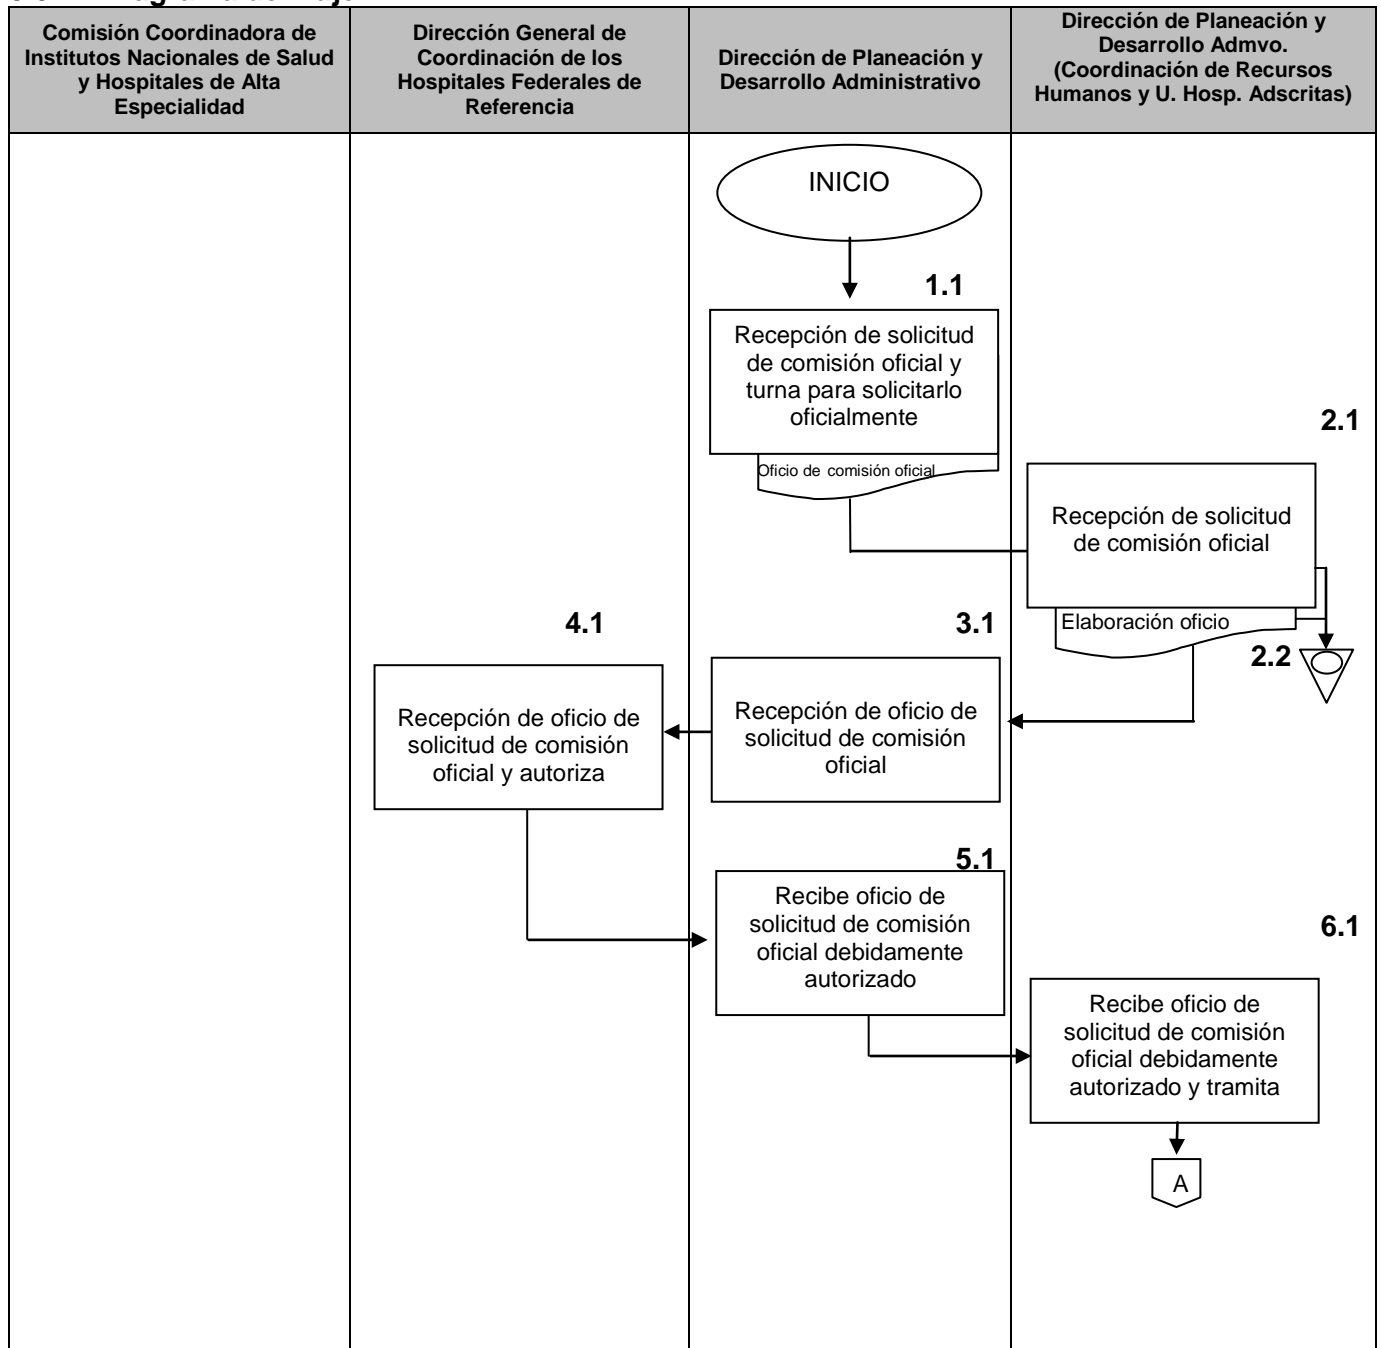 Comisión Coordinadora de
Institutos Nacionales de Salud
y Hospitales de Alta
Especialidad
Dirección General de
Coordinación de los
Hospitales Federales de
Referencia
Dirección de Planeación y
Desarrollo Administrativo
Dirección de Planeación y
Desarrollo Admvo.
(Coordinación de Recursos
Humanos y U. Hosp. Adscritas)
INICIO
1.1
Recepción de solicitud
de comisión oficial y
turna para solicitarlo
oficialmente
Oficio de comisión oficial
2.1
Recepción de solicitud
de comisión oficial
Elaboración oficio
2.2
3.1
Recepción de oficio de
solicitud de comisión
oficial
4.1
Recepción de oficio de
solicitud de comisión
oficial y autoriza
5.1
Recibe oficio de
solicitud de comisión
oficial debidamente
autorizado
6.1
Recibe oficio de
solicitud de comisión
oficial debidamente
autorizado y tramita
A